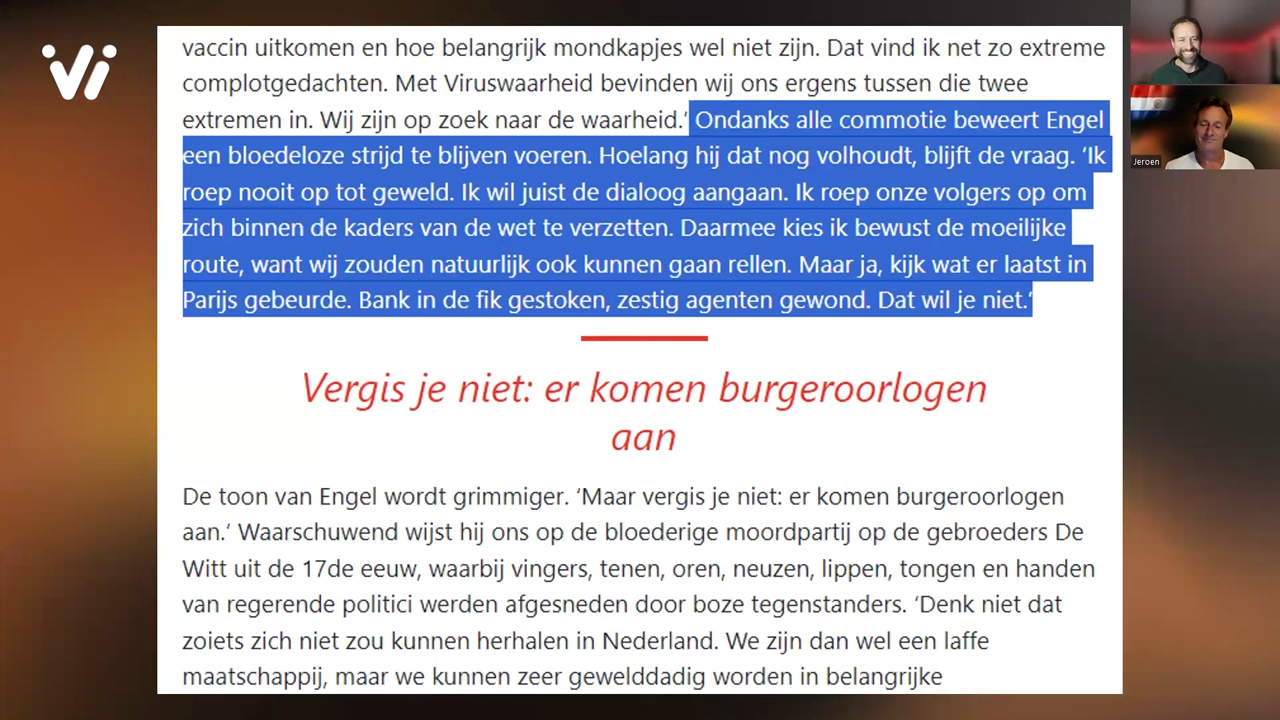 Vi
vaccin uitkomen en hoe belangrijk mondkapjes wel niet zijn. Dat vind ik net zo extreme
complotgedachten. Met Viruswaarheid bevinden wij ons ergens tussen die twee
extremen in. Wij zijn op zoek naar de waarheid.‘ Ondanks alle commotie beweert Engel
een bloedeloze strijd te blijven voeren. Hoelang hij dat nog volhoudt, blijft de vraag. ‘Ik
roep nooit op tot geweld. Ik wil juist de dialoog aangaan. Ik roep onze volgers op om
zich binnen de kaders van de wet te verzetten. Daarmee kies ik bewust de moeilijke
route, want wij zouden natuurlijk ook kunnen gaan rellen. Maar ja, kijk wat er laatst in
Parijs gebeurde. Bank in de fik gestoken, zestig agenten gewond. Dat wil je niet.‘
Vergis je niet: er komen burgeroorlogen
aan
De toon van Engel wordt grimmiger. ‘Maar vergis je niet: er komen burgeroorlogen
aan.‘ Waarschuwend wijst hij ons op de bloederige moordpartij op de gebroeders De
Witt uit de 17de eeuw, waarbij vingers, tenen, oren, neuzen, lippen, tongen en handen
van regerende politici werden afgesneden door boze tegenstanders. ‘Denk niet dat
zoiets zich niet zou kunnen herhalen in Nederland. We zijn dan wel een laffe
maatschappij, maar we kunnen zeer gewelddadig worden in belangrijke
Jeroen